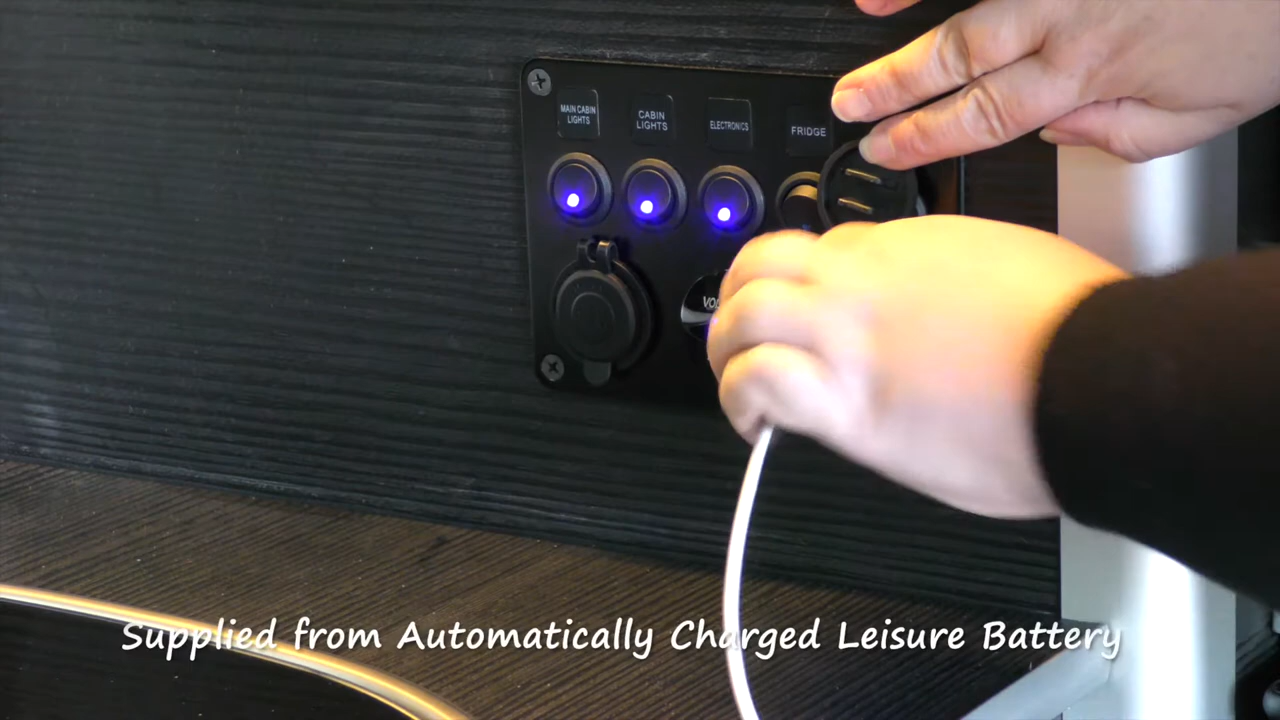 MAIN CABIN
LIGHTS
CABIN
LIGHTS
ELECTRONICS
FRIDGE
Supplied from Automatically Charged Leisure Battery